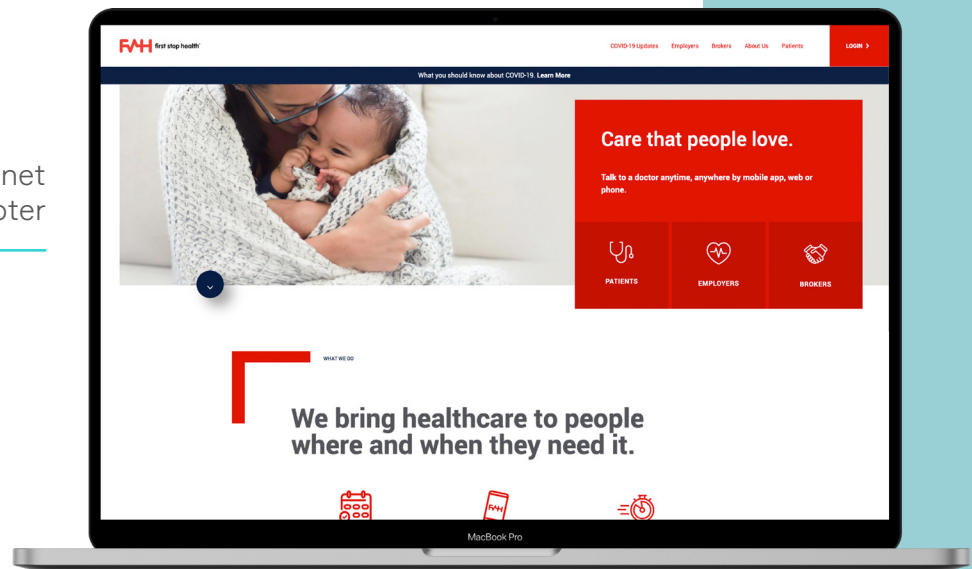 FSH first stop health
COVID-19 Updates Employers Brokers About Us Patients LOGIN >
What you should know about COVID-19. Learn More
net
oter
Care that people love.
Talk to a doctor anytime, anywhere by mobile app, web or
phone.
PATIENTS EMPLOYERS BROKERS
WHAT WE DO
We bring healthcare to people
where and when they need it.
FSH
MacBook Pro